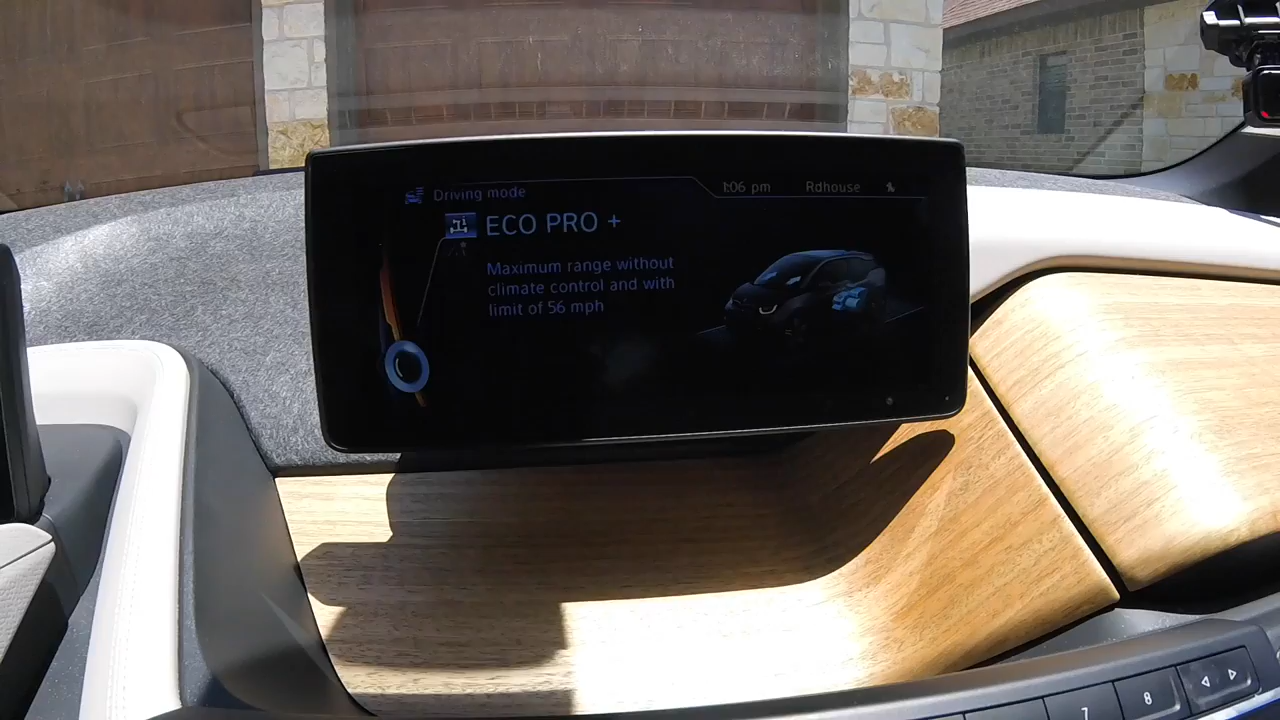 Driving mode
1:06 pm
Rdhouse
ECO PRO +
Maximum range without
climate control and with
limit of 56 mph
7
8